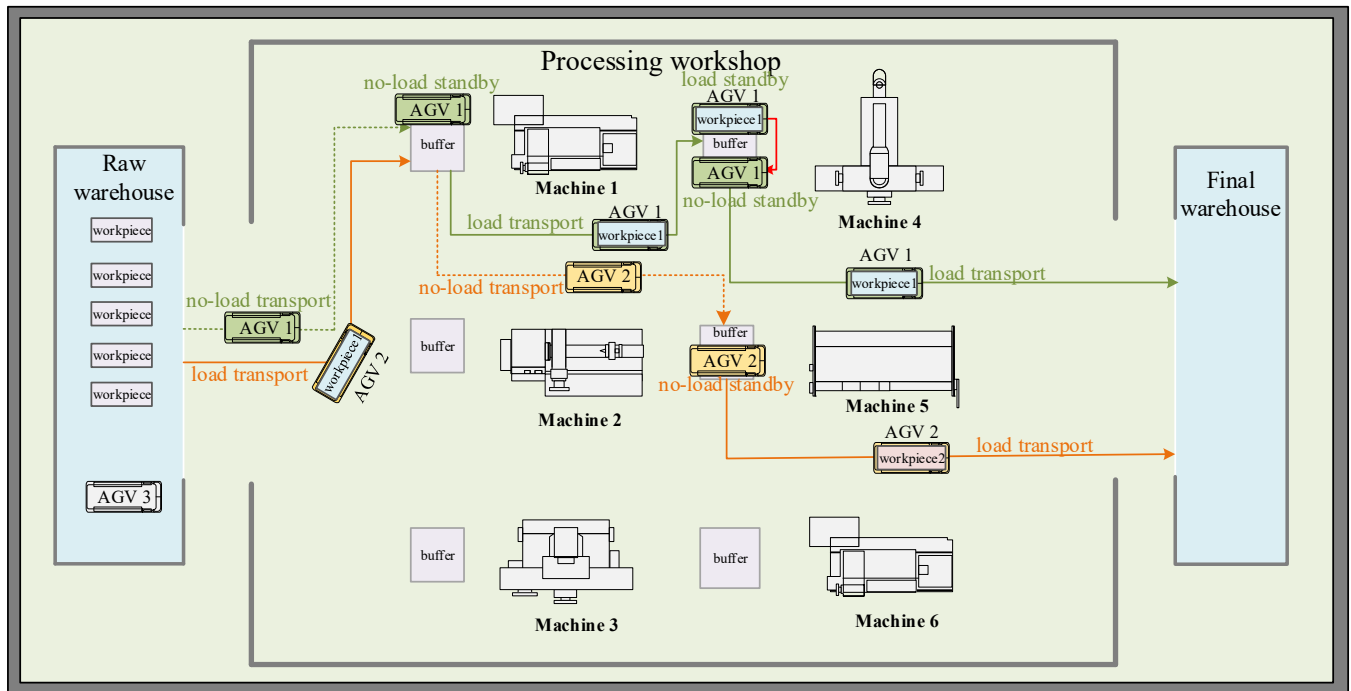 Processing workshop
no-load standby
load standby
AGV 1
AGV 1
workpiece1
buffer
buffer
AGV 1
no-load standby
Machine 1
Machine 4
Raw
warehouse
Final
warehouse
workpiece
workpiece
workpiece
workpiece
workpiece
AGV 3
no-load transport
AGV 1
load transport
workpiece1
AGV 2
load transport
AGV 1
workpiece1
no-load transport
AGV 2
AGV 1
workpiece1
load transport
buffer
Machine 2
buffer
AGV 2
no-load standby
Machine 5
AGV 2
workpiece2
load transport
buffer
Machine 3
buffer
Machine 6